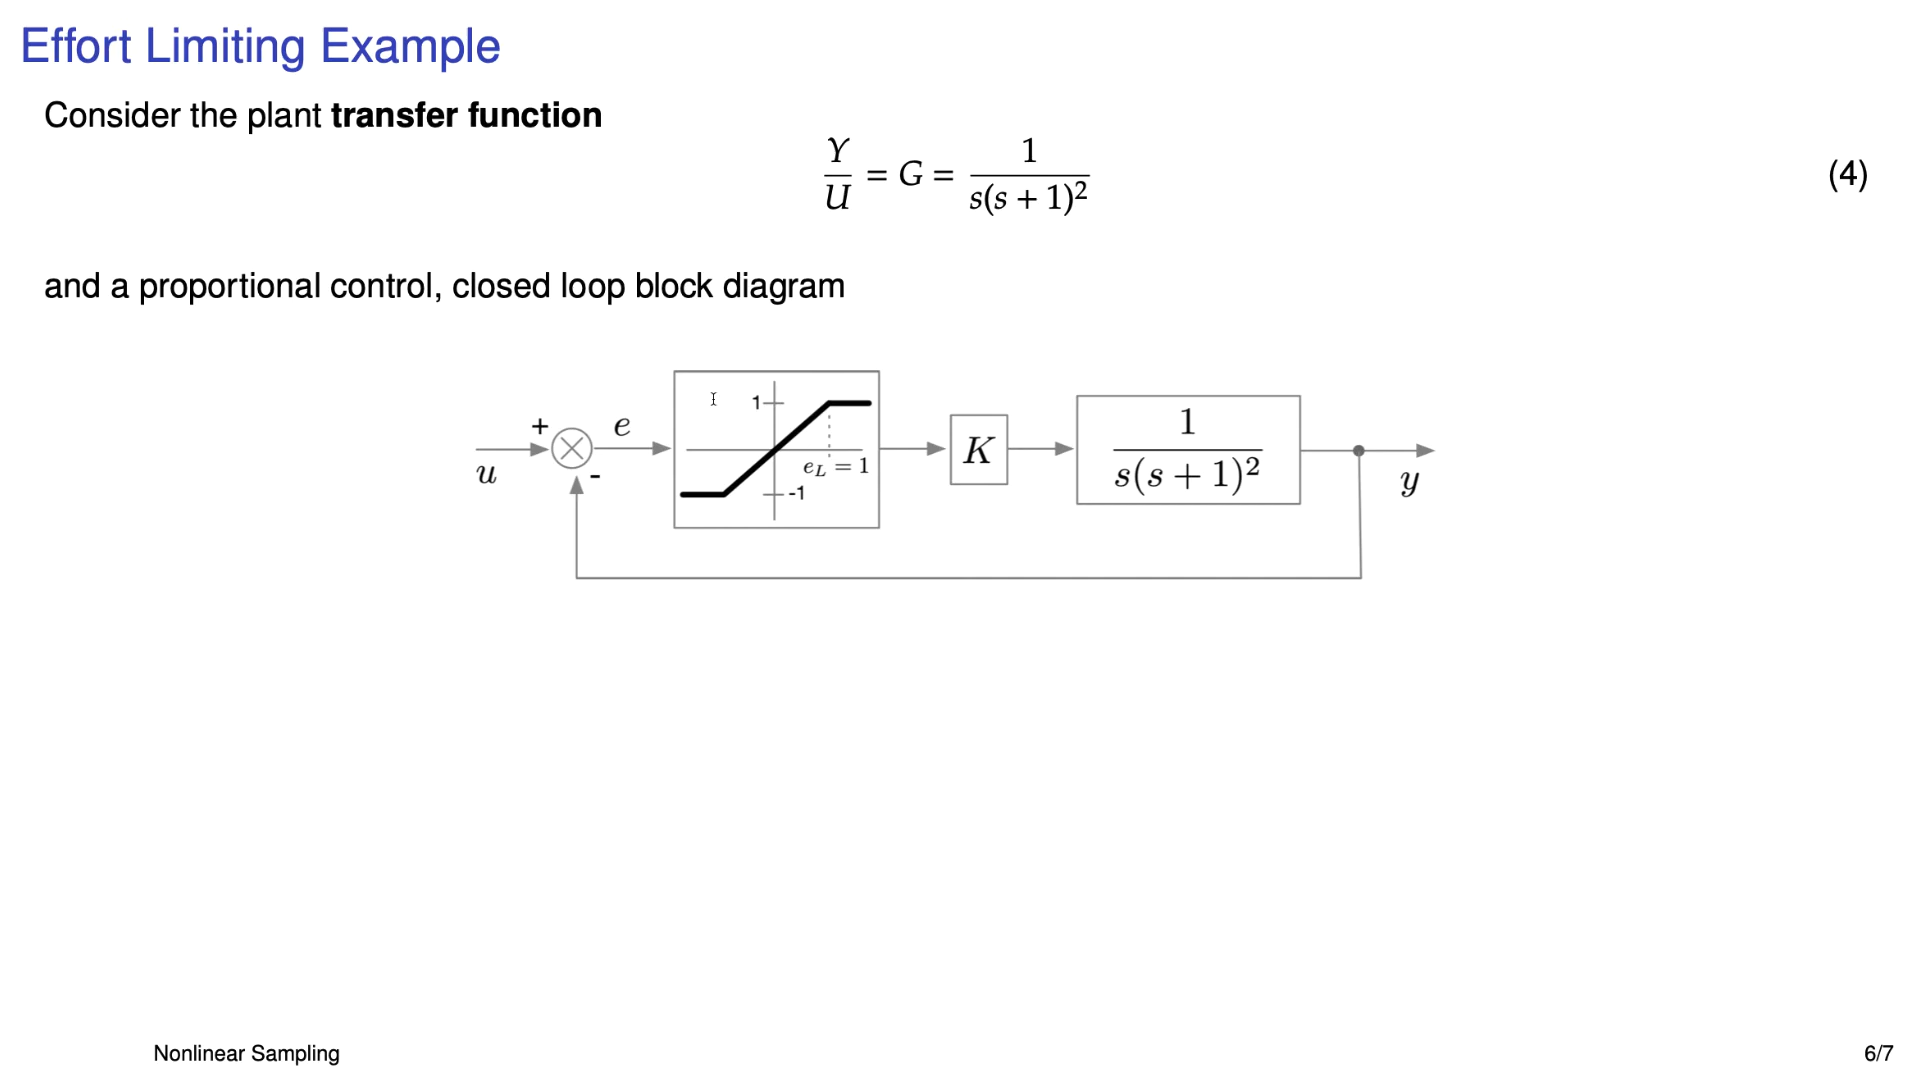 Effort Limiting Example
Consider the plant transfer function
Y/U = G = 1/s(s + 1)² (4)
and a proportional control, closed loop block diagram
+ e 1 e_L = 1 -1 K 1/s(s + 1)²
u - y
Nonlinear Sampling 6/7